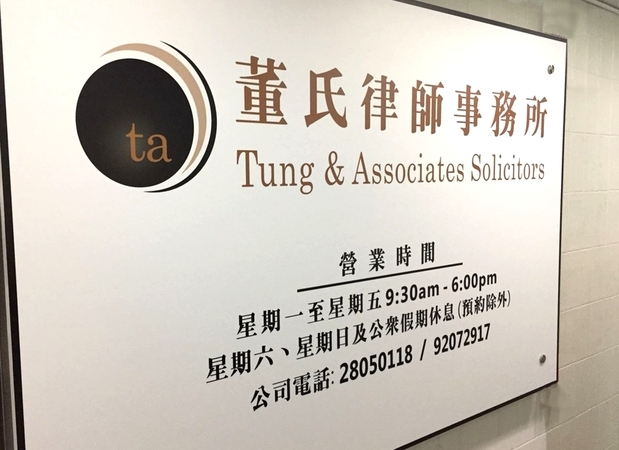 ta
董氏律師事務所
Tung & Associates Solicitors
營業時間
星期一至星期五 9:30am - 6:00pm
星期六、星期日及公眾假期休息(預約除外)
公司電話: 28050118 / 92072917